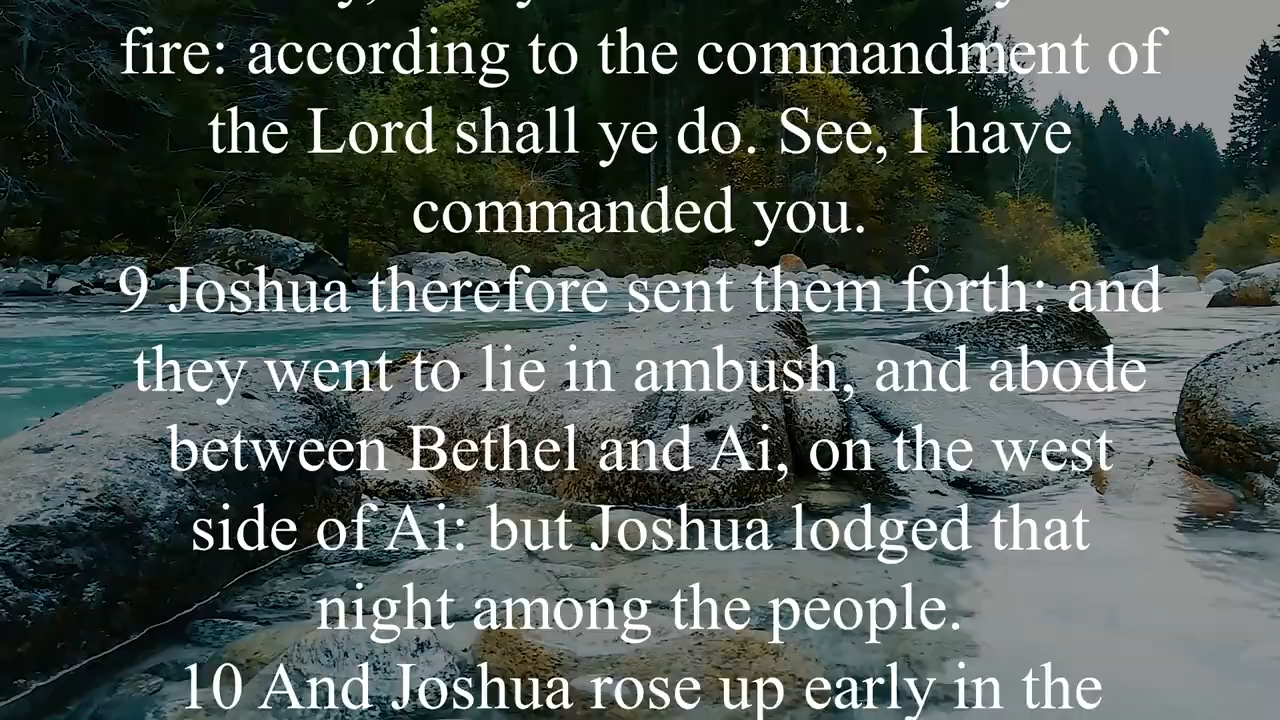 fire: according to the commandment of
the Lord shall ye do. See, I have
commanded you.
9 Joshua therefore sent them forth: and
they went to lie in ambush, and abode
between Bethel and Ai, on the west
side of Ai: but Joshua lodged that
night among the people.
10 And Joshua rose up early in the